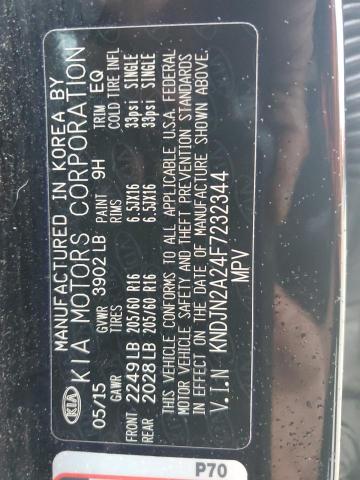 KIA
MANUFACTURED IN KOREA BY
KIA MOTORS CORPORATION
05/15 GVWR 3902 LB PAINT 9H TRIM EQ
GAWR TIRES RIMS COLD TIRE INFL
FRONT 2249LB 205/60 R16 6.5JX16 33psi SINGLE
REAR 2028LB 205/60 R16 6.5JX16 33psi SINGLE
THIS VEHICLE CONFORMS TO ALL APPLICABLE U.S.A. FEDERAL
MOTOR VEHICLE SAFETY AND THEFT PREVENTION STANDARDS
IN EFFECT ON THE DATE OF MANUFACTURE SHOWN ABOVE.
V.I.N KNDJN2A24F7232344
MPV
P70